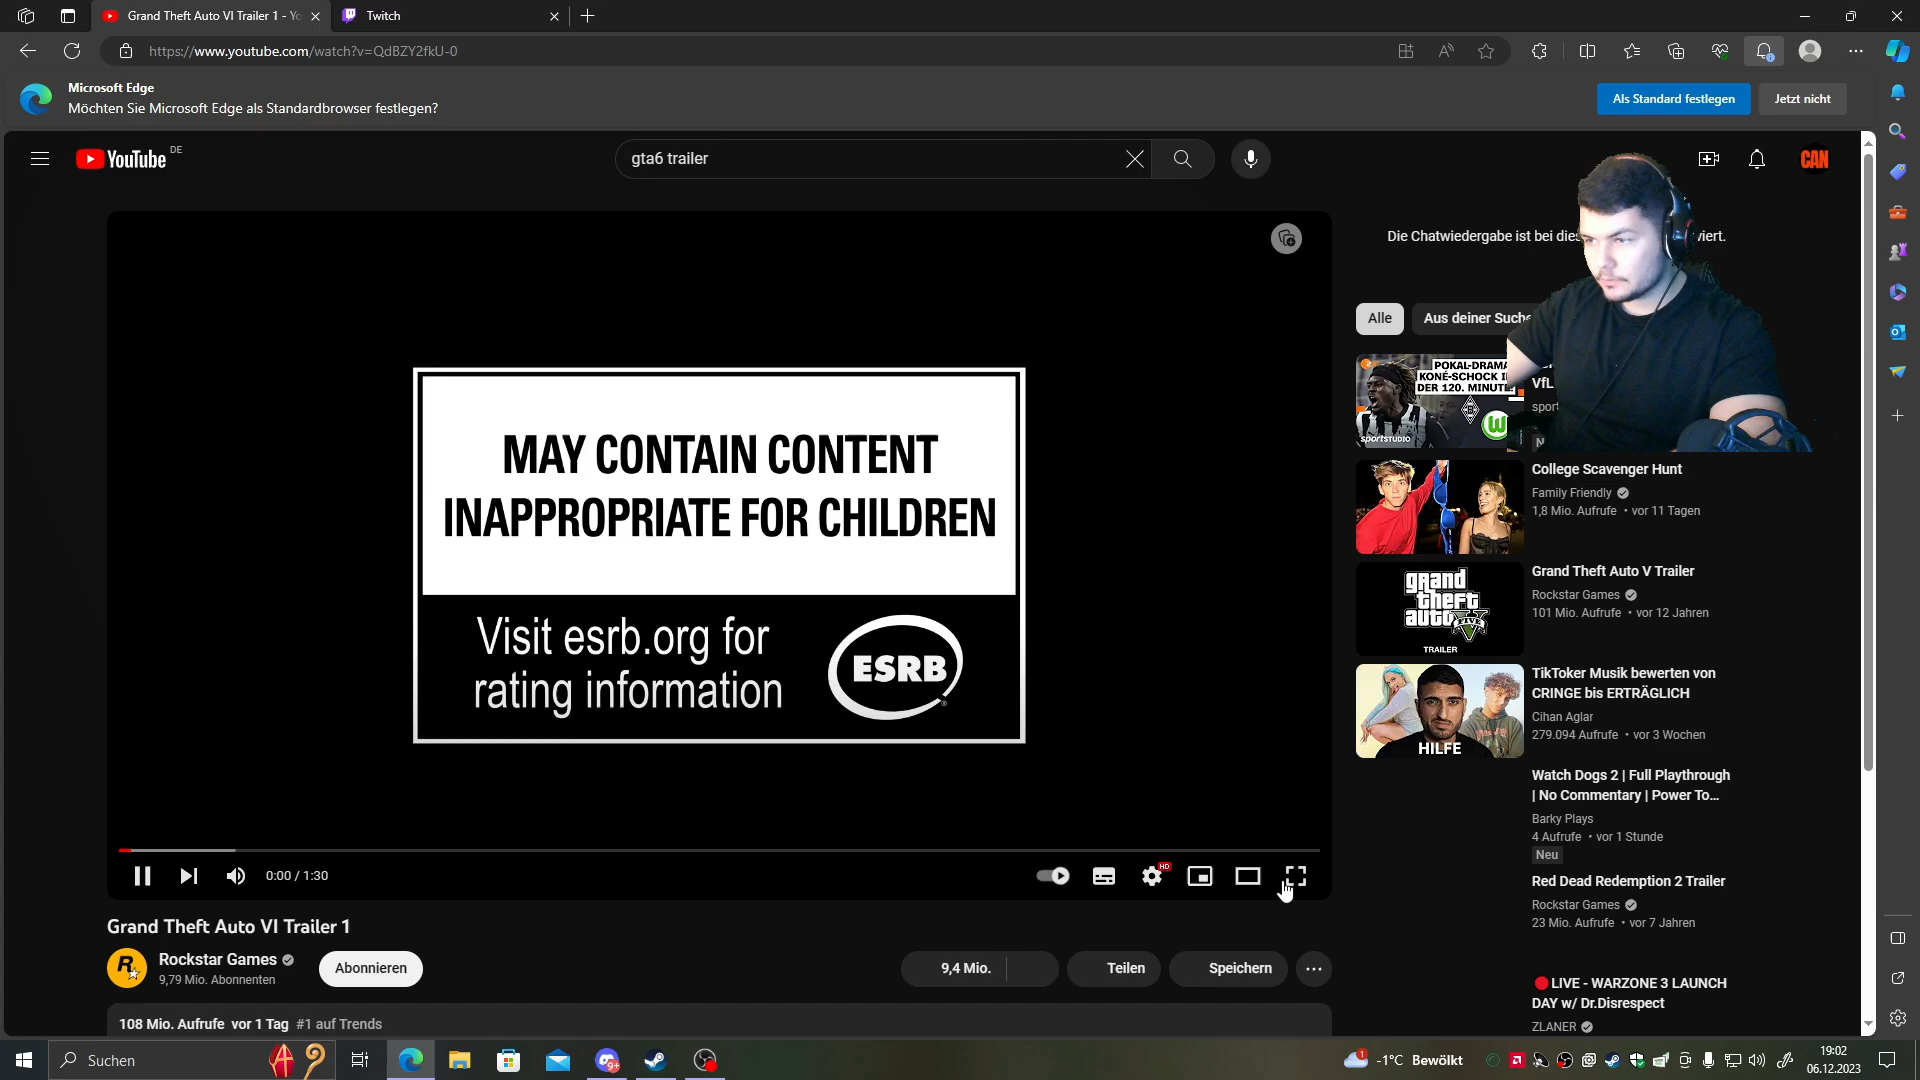 Grand Theft Auto VI Trailer 1 - Yo
Twitch
https://www.youtube.com/watch?v=QdBZY2fkU-0
Microsoft Edge
Möchten Sie Microsoft Edge als Standardbrowser festlegen?
Als Standard festlegen
Jetzt nicht
YouTube DE
gta6 trailer
CAN
Die Chatwiedergabe ist bei
viert.
Alle
Aus deiner Suche
MAY CONTAIN CONTENT
INAPPROPRIATE FOR CHILDREN
Visit esrb.org for
rating information
ESRB
POKAL-DRAMA
KONÉ-SCHOCK
DER 120. MINUTE
sportstudio
VfL
College Scavenger Hunt
Family Friendly
1,8 Mio. Aufrufe • vor 11 Tagen
grand
theft
auto
FIVE
TRAILER
Grand Theft Auto V Trailer
Rockstar Games
101 Mio. Aufrufe • vor 12 Jahren
HILFE
TikToker Musik bewerten von
CRINGE bis ERTRÄGLICH
Cihan Aglar
279.094 Aufrufe • vor 3 Wochen
Watch Dogs 2 | Full Playthrough
| No Commentary | Power To...
Barky Plays
4 Aufrufe • vor 1 Stunde
Neu
Red Dead Redemption 2 Trailer
Rockstar Games
23 Mio. Aufrufe • vor 7 Jahren
LIVE - WARZONE 3 LAUNCH
DAY w/ Dr.Disrespect
ZLANER
0:00 / 1:30
HD
Grand Theft Auto VI Trailer 1
Rockstar Games
9,79 Mio. Abonnenten
Abonnieren
9,4 Mio.
Teilen
Speichern
108 Mio. Aufrufe vor 1 Tag #1 auf Trends
Suchen
9+
1
-1°C Bewölkt
19:02
06.12.2023